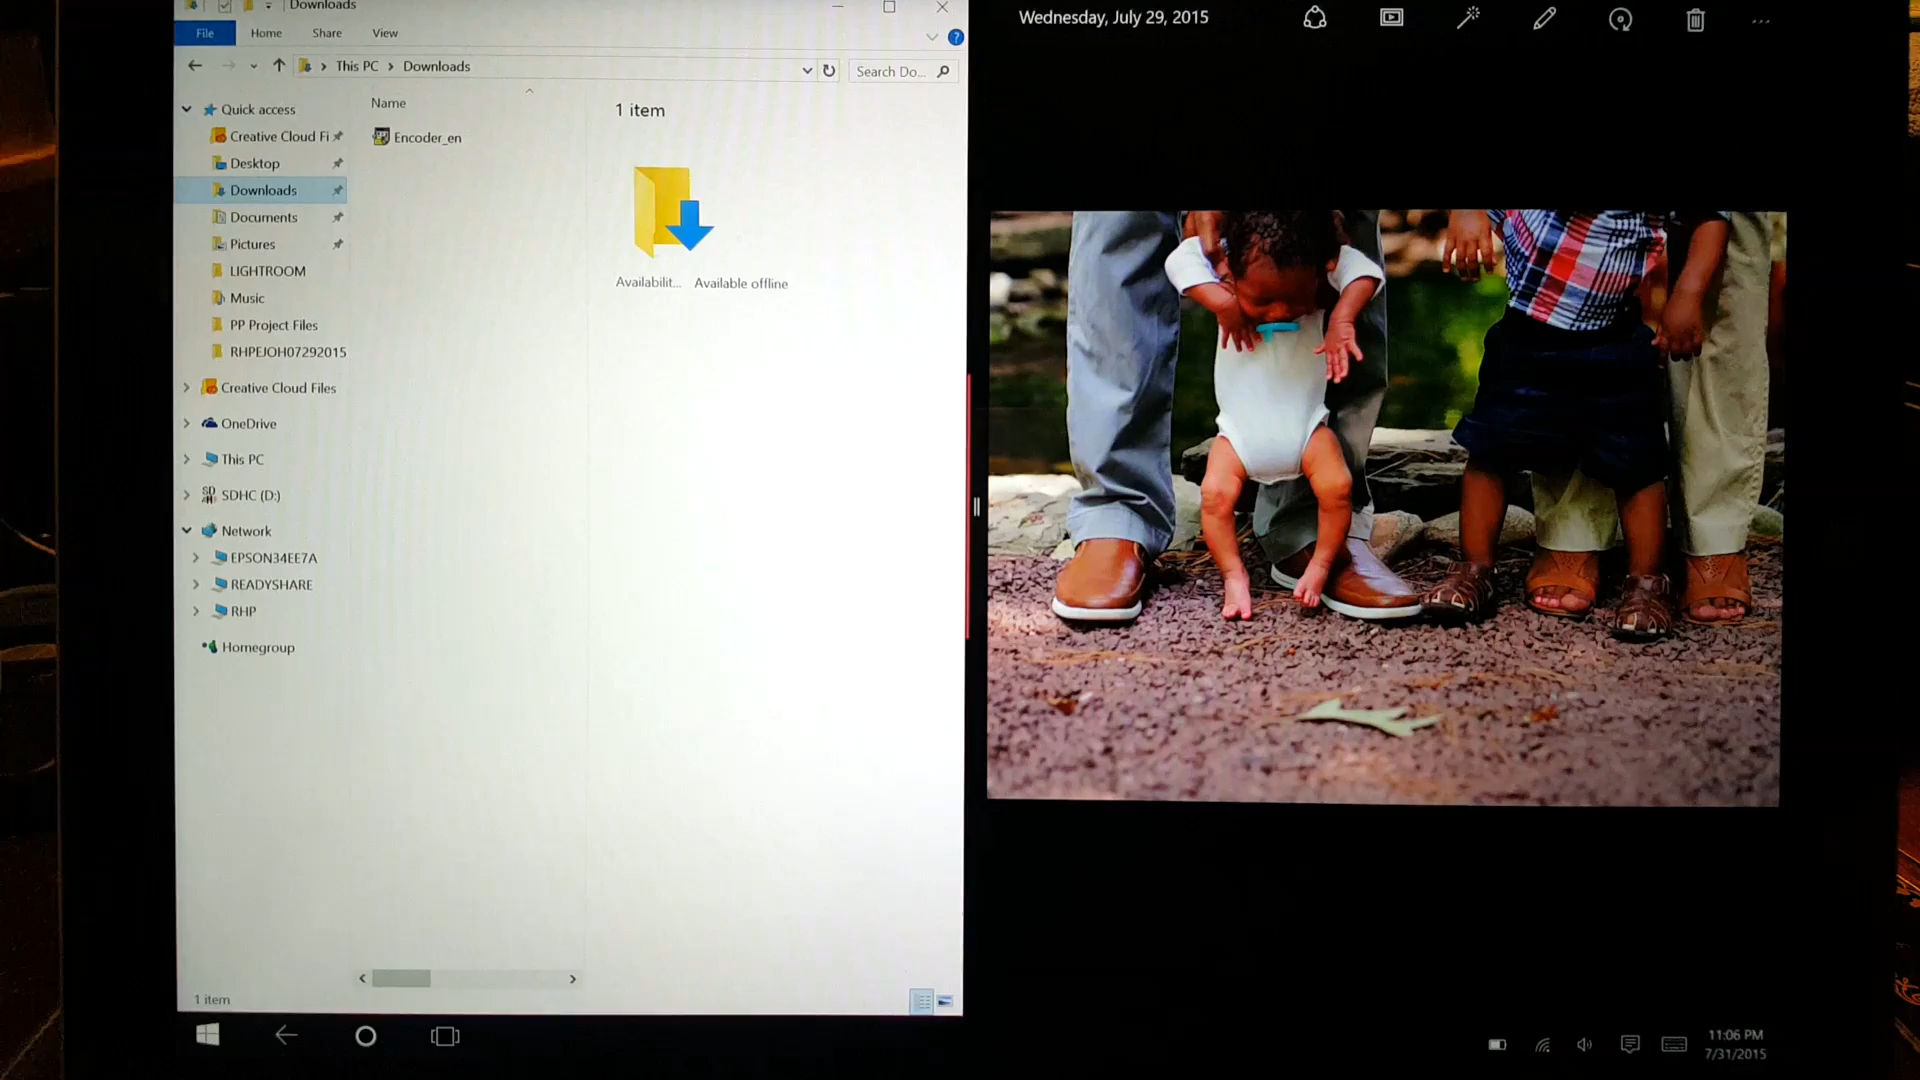 Downloads
File Home Share View
This PC > Downloads
Search Do...
Quick access
Creative Cloud Fi
Desktop
Downloads
Documents
Pictures
LIGHTROOM
Music
PP Project Files
RHPEJOH07292015
Creative Cloud Files
OneDrive
This PC
SDHC (D:)
Network
EPSON34EE7A
READYSHARE
RHP
Homegroup
1 item
Name
Encoder_en
1 item
Availabilit... Available offline
Wednesday, July 29, 2015
11:06 PM
7/31/2015